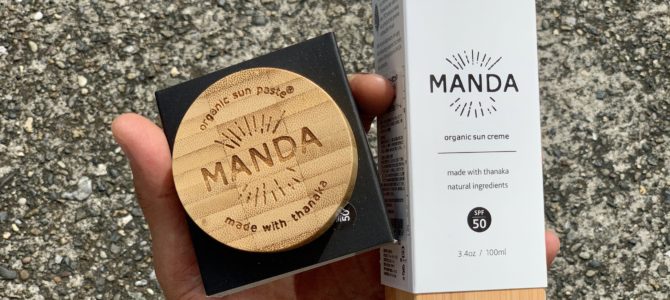 organic sun paste®
MANDA
made with thanaka
50
MANDA
organic sun creme
made with thanaka
natural ingredients
SPF
50
3.4oz / 100ml